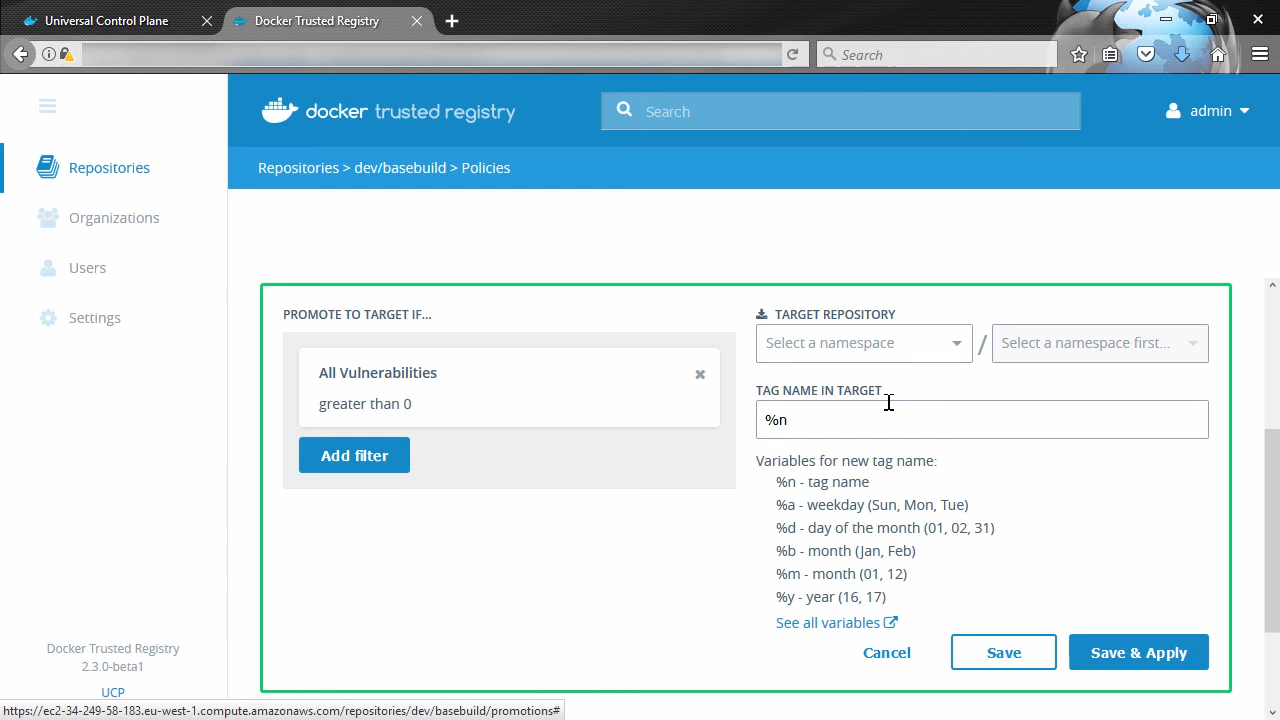 Universal Control Plane
Docker Trusted Registry
Search
docker trusted registry
Search
admin
Repositories > dev/basebuild > Policies
Repositories
Organizations
Users
Settings
PROMOTE TO TARGET IF...
All Vulnerabilities
greater than 0
Add filter
TARGET REPOSITORY
Select a namespace
/
Select a namespace first...
TAG NAME IN TARGET
%n
Variables for new tag name:
%n - tag name
%a - weekday (Sun, Mon, Tue)
%d - day of the month (01, 02, 31)
%b - month (Jan, Feb)
%m - month (01, 12)
%y - year (16, 17)
See all variables
Cancel
Save
Save & Apply
Docker Trusted Registry
2.3.0-beta1
UCP
https://ec2-34-249-58-183.eu-west-1.compute.amazonaws.com/repositories/dev/basebuild/promotions#